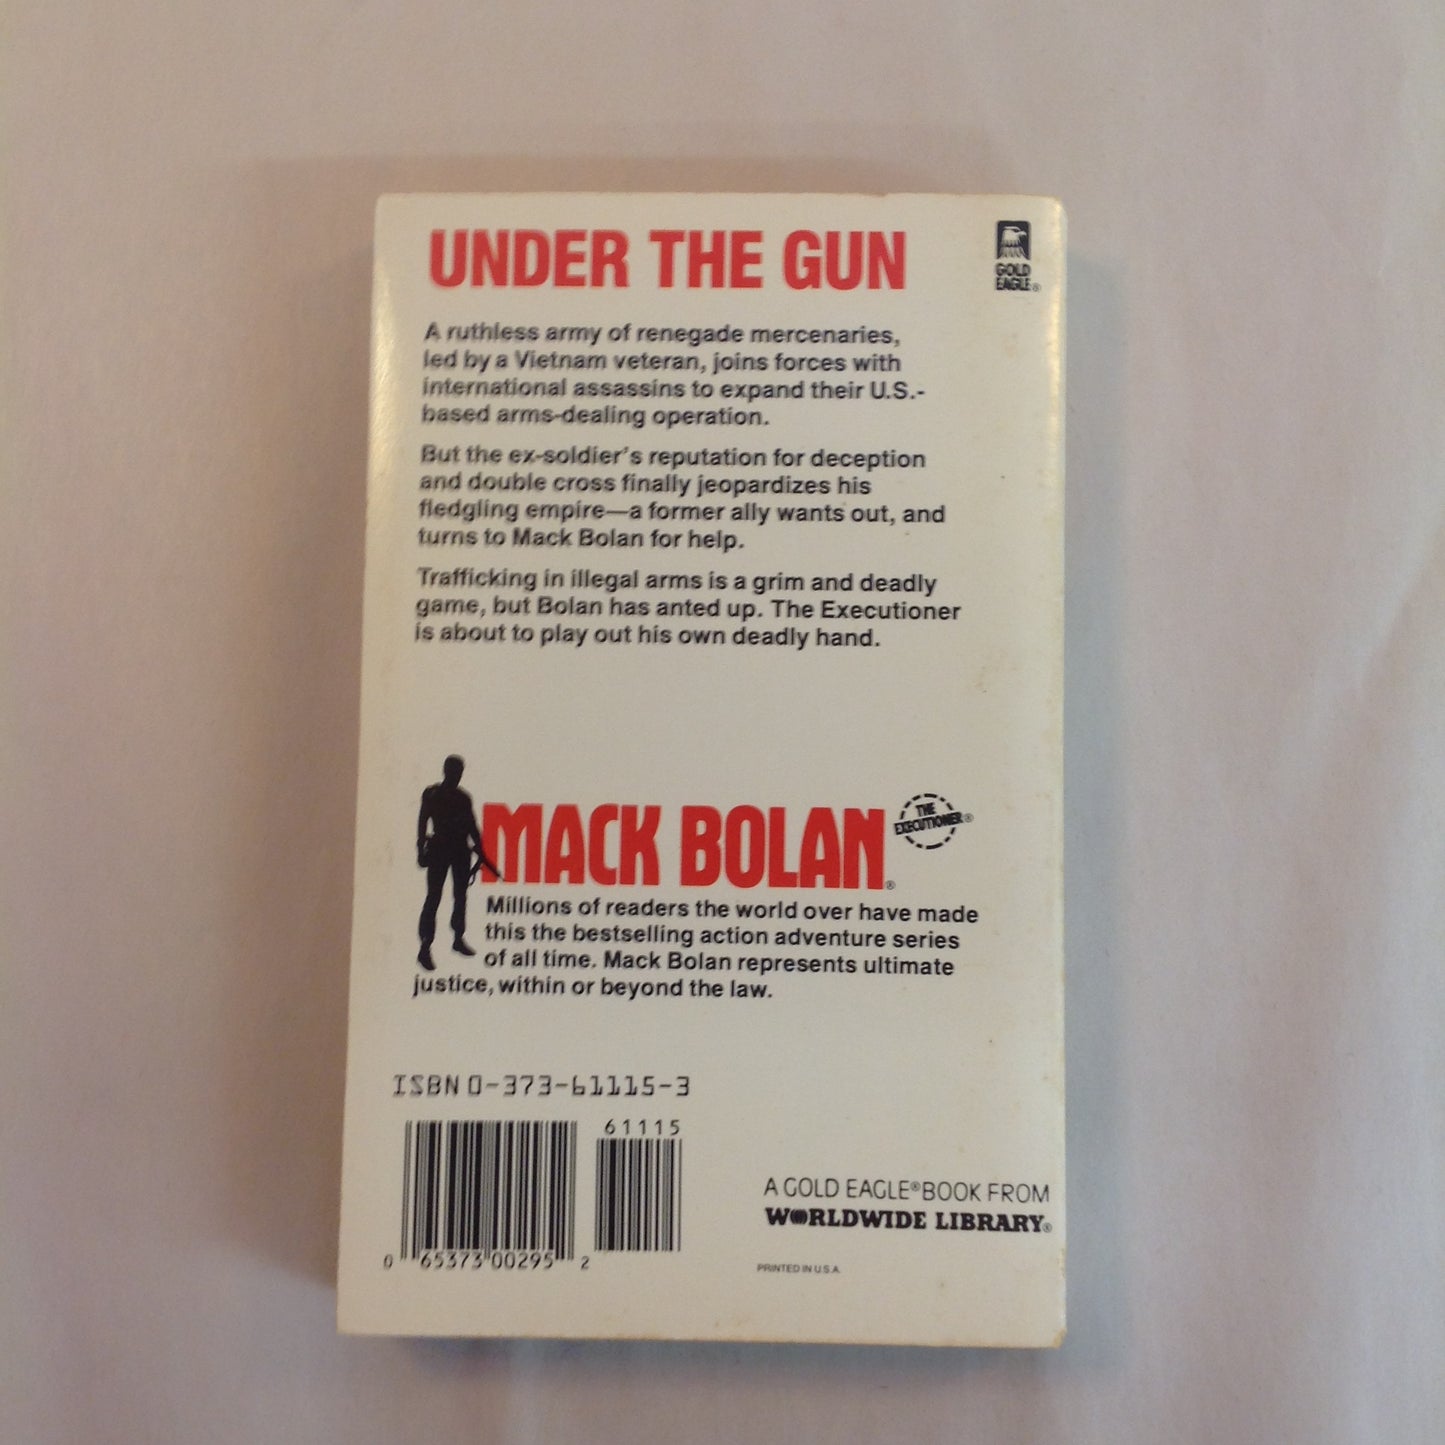 UNDER THE GUN
GOLD
EAGLE®
A ruthless army of renegade mercenaries,
led by a Vietnam veteran, joins forces with
international assassins to expand their U.S.-
based arms-dealing operation.
But the ex-soldier's reputation for deception
and double cross finally jeopardizes his
fledgling empire—a former ally wants out, and
turns to Mack Bolan for help.
Trafficking in illegal arms is a grim and deadly
game, but Bolan has anted up. The Executioner
is about to play out his own deadly hand.
MACK BOLAN®
THE
EXECUTIONER®
Millions of readers the world over have made
this the bestselling action adventure series
of all time. Mack Bolan represents ultimate
justice, within or beyond the law.
ISBN 0-373-61115-3
61115
0 65373 00295 2
A GOLD EAGLE® BOOK FROM
WORLDWIDE LIBRARY®
PRINTED IN U.S.A.